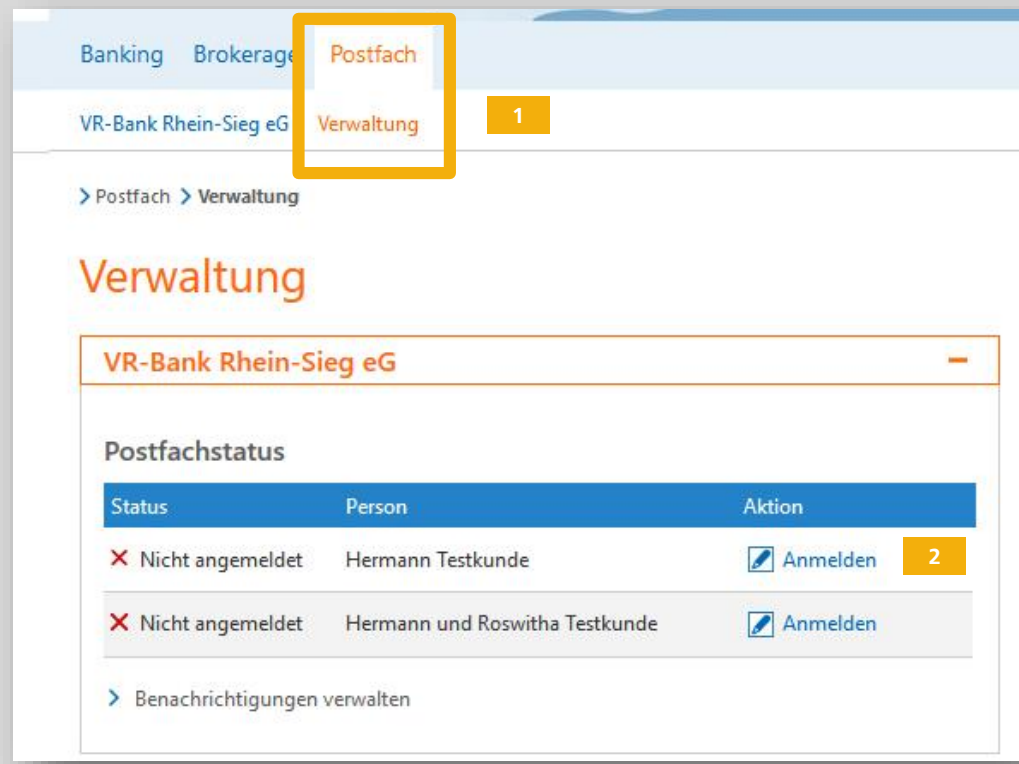 Banking Brokerage Postfach
VR-Bank Rhein-Sieg eG Verwaltung 1
Postfach Verwaltung
Verwaltung
VR-Bank Rhein-Sieg eG
Postfachstatus
Status Person Aktion
Nicht angemeldet Hermann Testkunde Anmelden 2
Nicht angemeldet Hermann und Roswitha Testkunde Anmelden
Benachrichtigungen verwalten